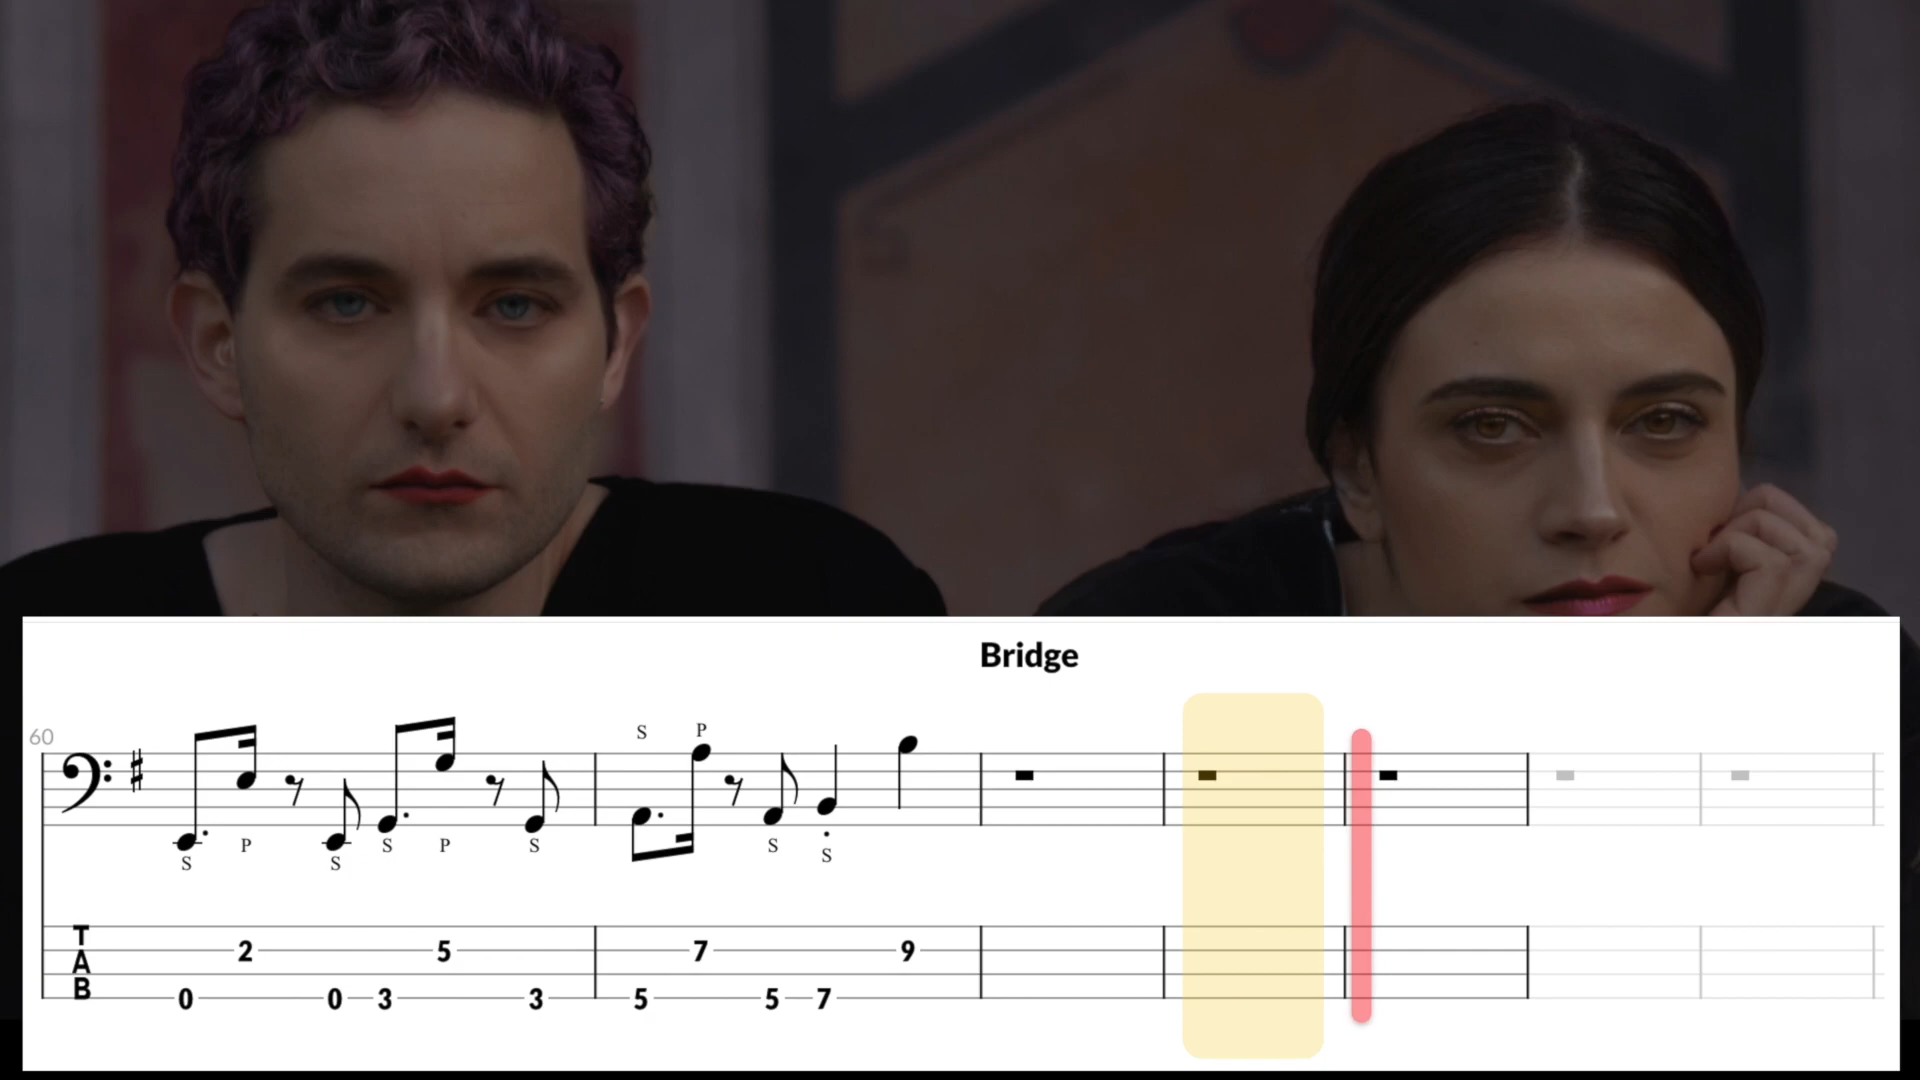 Bridge
60
S P
S P S S P S S S
T 2 5 7 9
A
B 0 0 3 3 5 5 7